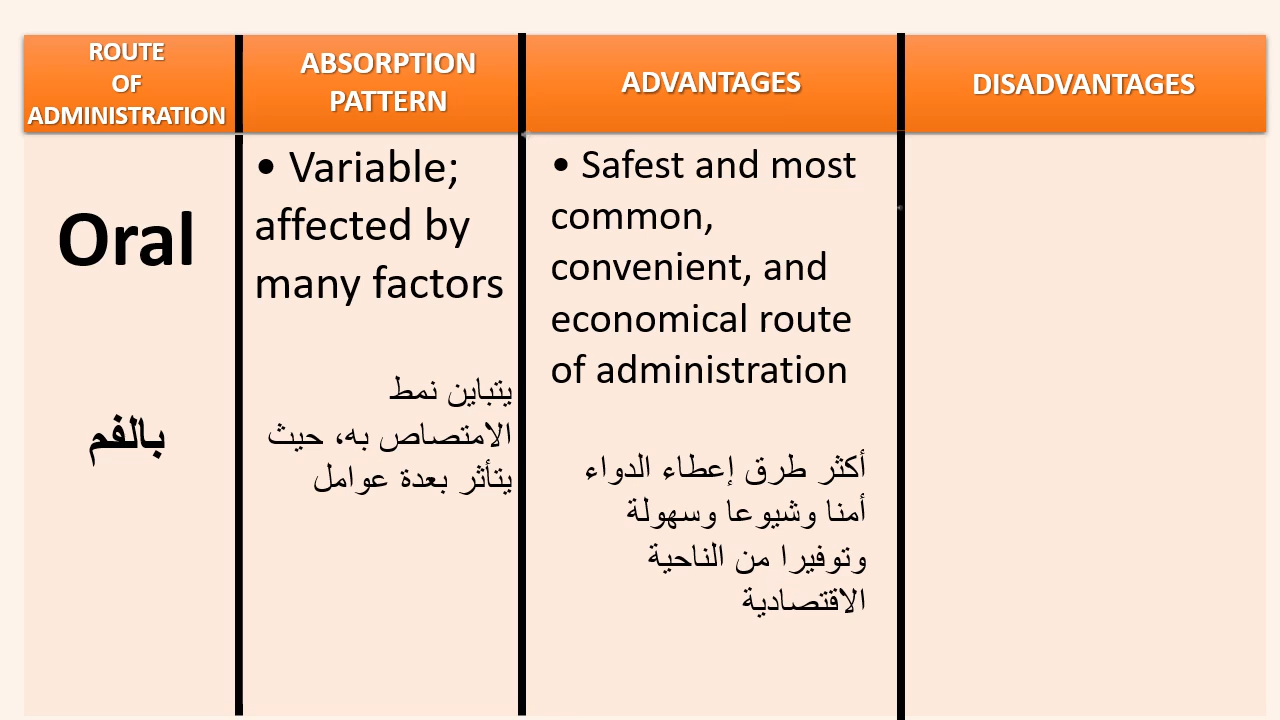 ROUTE
OF
ADMINISTRATION
ABSORPTION
PATTERN
ADVANTAGES
DISADVANTAGES
Oral
بالفم
• Variable;
affected by
many factors
يتباين نمط
الامتصاص به، حيث
يتأثر بعدة عوامل
• Safest and most
common,
convenient, and
economical route
of administration
أكثر طرق إعطاء الدواء
أمنا وشيوعا وسهولة
وتوفيرا من الناحية
الاقتصادية